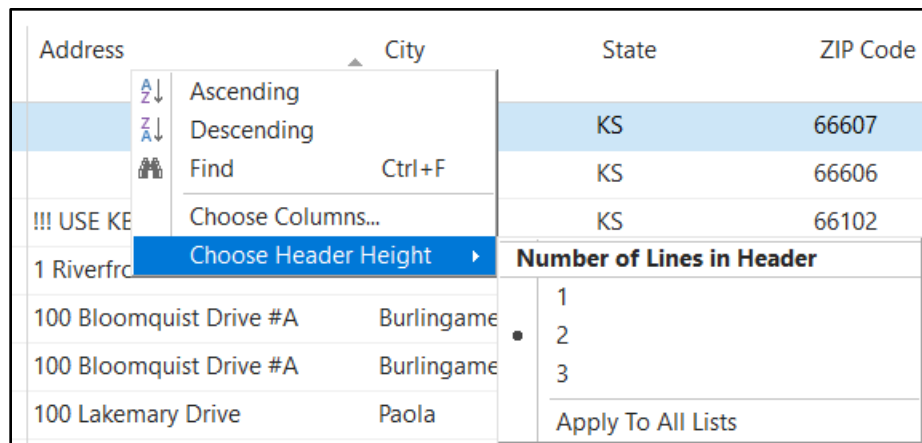 Address City State ZIP Code
Ascending
Descending
KS 66607
Find Ctrl+F
KS 66606
Choose Columns...
!!! USE KE KS 66102
Choose Header Height
1 Riverfro
Number of Lines in Header
1
100 Bloomquist Drive #A Burlingame
2
100 Bloomquist Drive #A Burlingame
3
100 Lakemary Drive Paola
Apply To All Lists